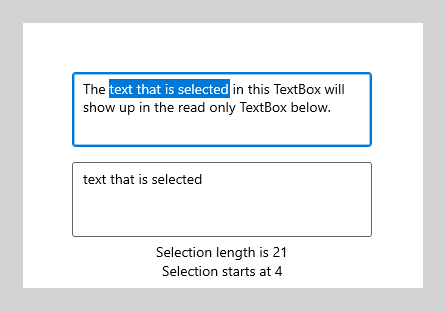 The text that is selected in this TextBox will
show up in the read only TextBox below.
text that is selected
Selection length is 21
Selection starts at 4